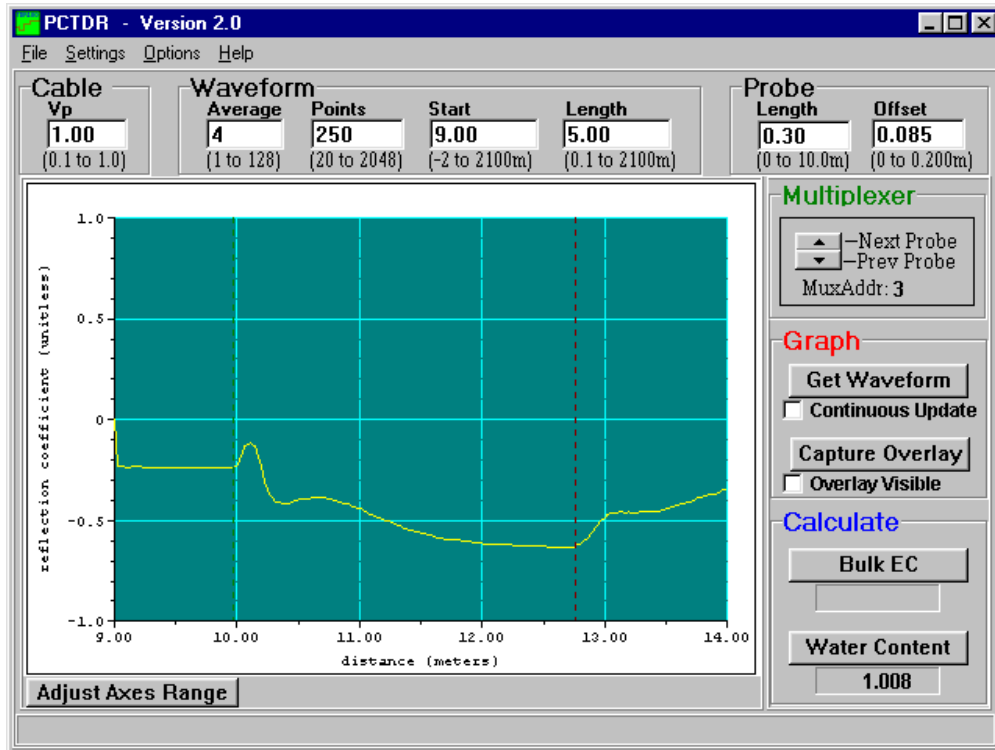 PCTDR - Version 2.0
File Settings Options Help
Cable
Vp
1.00
(0.1 to 1.0)
Waveform
Average Points Start Length
4 250 9.00 5.00
(1 to 128) (20 to 2048) (-2 to 2100m) (0.1 to 2100m)
Probe
Length Offset
0.30 0.085
(0 to 10.0m) (0 to 0.200m)
reflection coefficient (unitless)
1.0
0.5
0
-0.5
-1.0
9.00 10.00 11.00 12.00 13.00 14.00
distance (meters)
Adjust Axes Range
Multiplexer
Next Probe
Prev Probe
MuxAddr: 3
Graph
Get Waveform
Continuous Update
Capture Overlay
Overlay Visible
Calculate
Bulk EC
Water Content
1.008